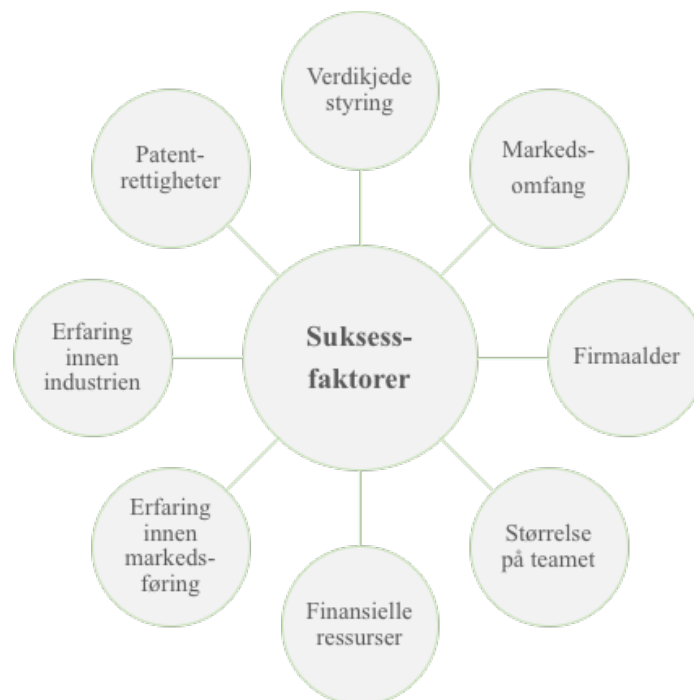 Verdikjede
styring
Patent-
rettigheter
Markeds-
omfang
Suksess-
faktorer
Erfaring
innen
industrien
Firmaalder
Erfaring
innen
markeds-
føring
Størrelse
på teamet
Finansielle
ressurser